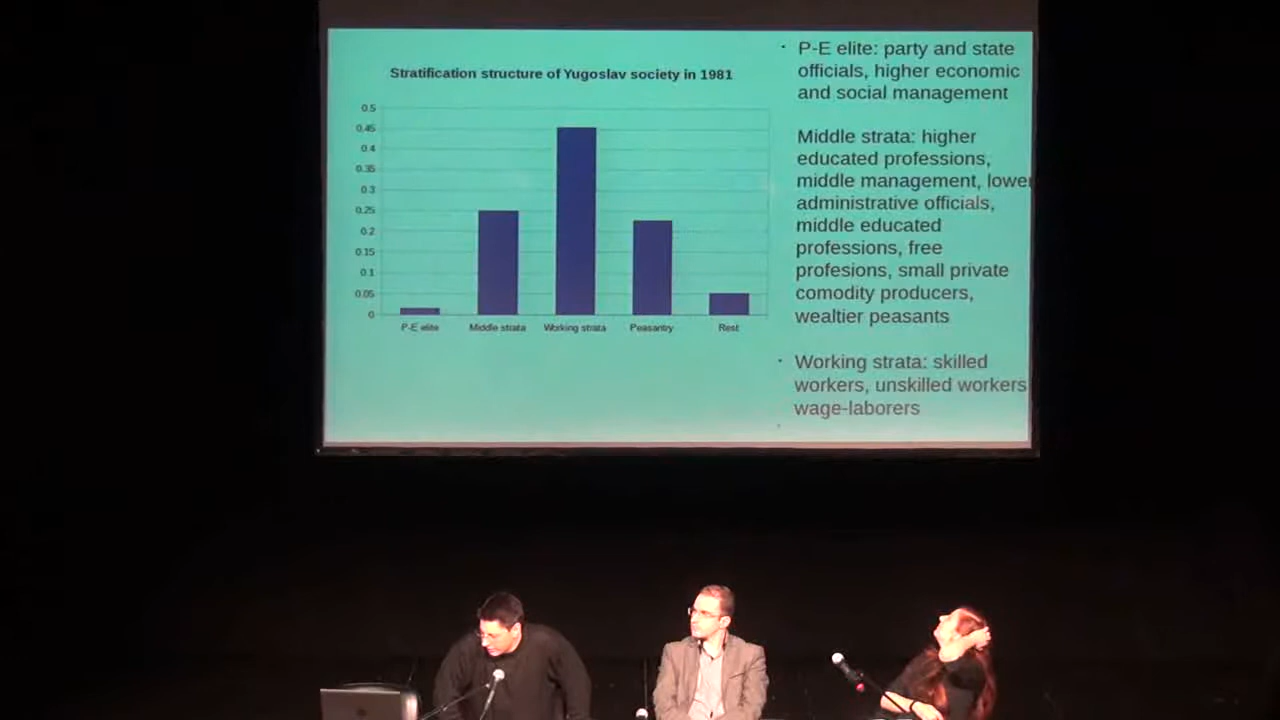 Stratification structure of Yugoslav society in 1981
0.5
0.45
0.4
0.35
0.3
0.25
0.2
0.15
0.1
0.05
0
P-E elite
Middle strata
Working strata
Peasantry
Rest
· P-E elite: party and state
officials, higher economic
and social management
Middle strata: higher
educated professions,
middle management, lower
administrative officials,
middle educated
professions, free
profesions, small private
comodity producers,
wealtier peasants
· Working strata: skilled
workers, unskilled workers
wage-laborers